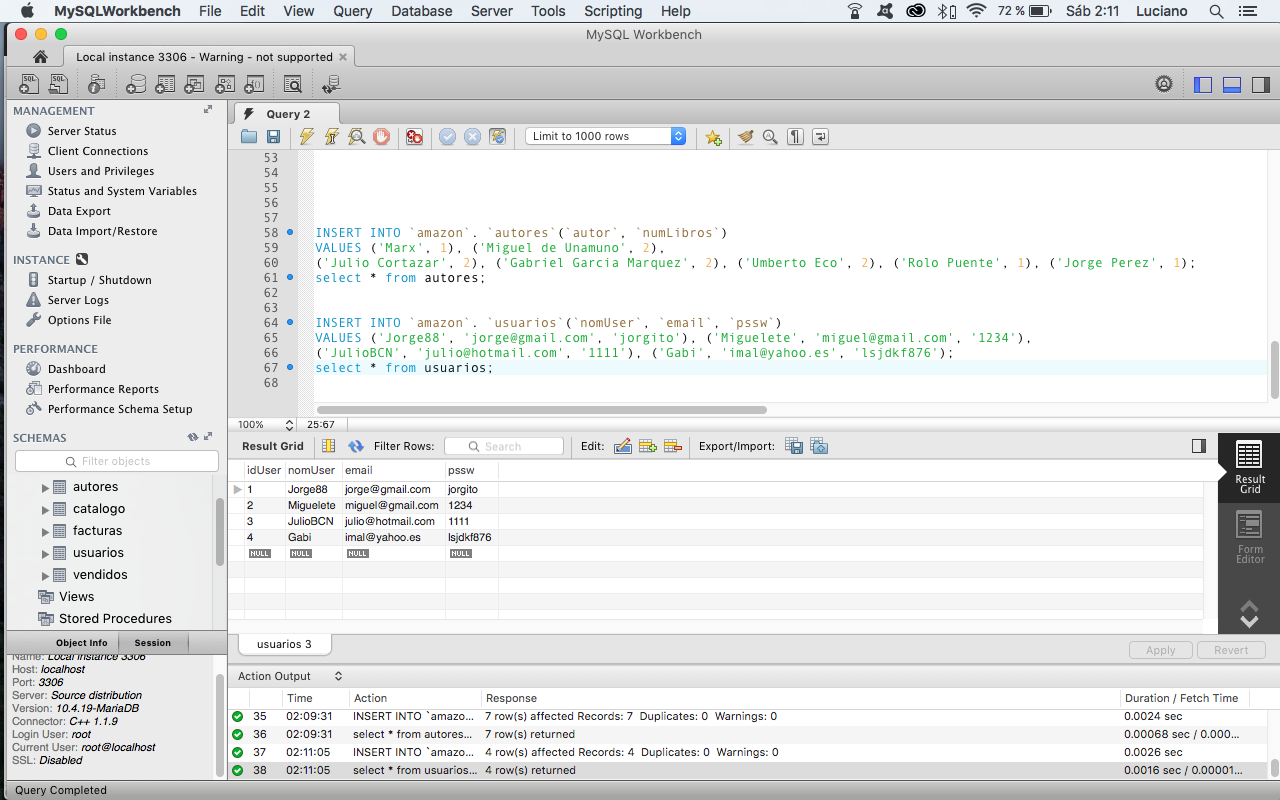 MySQLWorkbench File Edit View Query Database Server Tools Scripting Help 72 % Sáb 2:11 Luciano
MySQL Workbench
Local instance 3306 - Warning - not supported
MANAGEMENT
Server Status
Client Connections
Users and Privileges
Status and System Variables
Data Export
Data Import/Restore
INSTANCE
Startup / Shutdown
Server Logs
Options File
PERFORMANCE
Dashboard
Performance Reports
Performance Schema Setup
SCHEMAS
Filter objects
autores
catalogo
facturas
usuarios
vendidos
Views
Stored Procedures
Object Info Session
Name: Local instance 3306
Host: localhost
Port: 3306
Server: Source distribution
Version: 10.4.19-MariaDB
Connector: C++ 1.1.9
Login User: root
Current User: root@localhost
SSL: Disabled
Query 2
Limit to 1000 rows
53
54
55
56
57
58 INSERT INTO `amazon`. `autores`(`autor`, `numLibros`)
59 VALUES ('Marx', 1), ('Miguel de Unamuno', 2),
60 ('Julio Cortazar', 2), ('Gabriel Garcia Marquez', 2), ('Umberto Eco', 2), ('Rolo Puente', 1), ('Jorge Perez', 1);
61 select * from autores;
62
63
64 INSERT INTO `amazon`. `usuarios`(`nomUser`, `email`, `pssw`)
65 VALUES ('Jorge88', 'jorge@gmail.com', 'jorgito'), ('Miguelete', 'miguel@gmail.com', '1234'),
66 ('JulioBCN', 'julio@hotmail.com', '1111'), ('Gabi', 'imal@yahoo.es', 'lsjdkf876');
67 select * from usuarios;
68
100% 25:67
Result Grid Filter Rows: Search Edit: Export/Import:
idUser nomUser email pssw
1 Jorge88 jorge@gmail.com jorgito
2 Miguelete miguel@gmail.com 1234
3 JulioBCN julio@hotmail.com 1111
4 Gabi imal@yahoo.es lsjdkf876
NULL NULL NULL NULL
Result
Grid
Form
Editor
usuarios 3
Apply Revert
Action Output
Time Action Response Duration / Fetch Time
35 02:09:31 INSERT INTO `amazo... 7 row(s) affected Records: 7 Duplicates: 0 Warnings: 0 0.0024 sec
36 02:09:31 select * from autores... 7 row(s) returned 0.00068 sec / 0.000...
37 02:11:05 INSERT INTO `amazo... 4 row(s) affected Records: 4 Duplicates: 0 Warnings: 0 0.0026 sec
38 02:11:05 select * from usuarios... 4 row(s) returned 0.0016 sec / 0.00001...
Query Completed